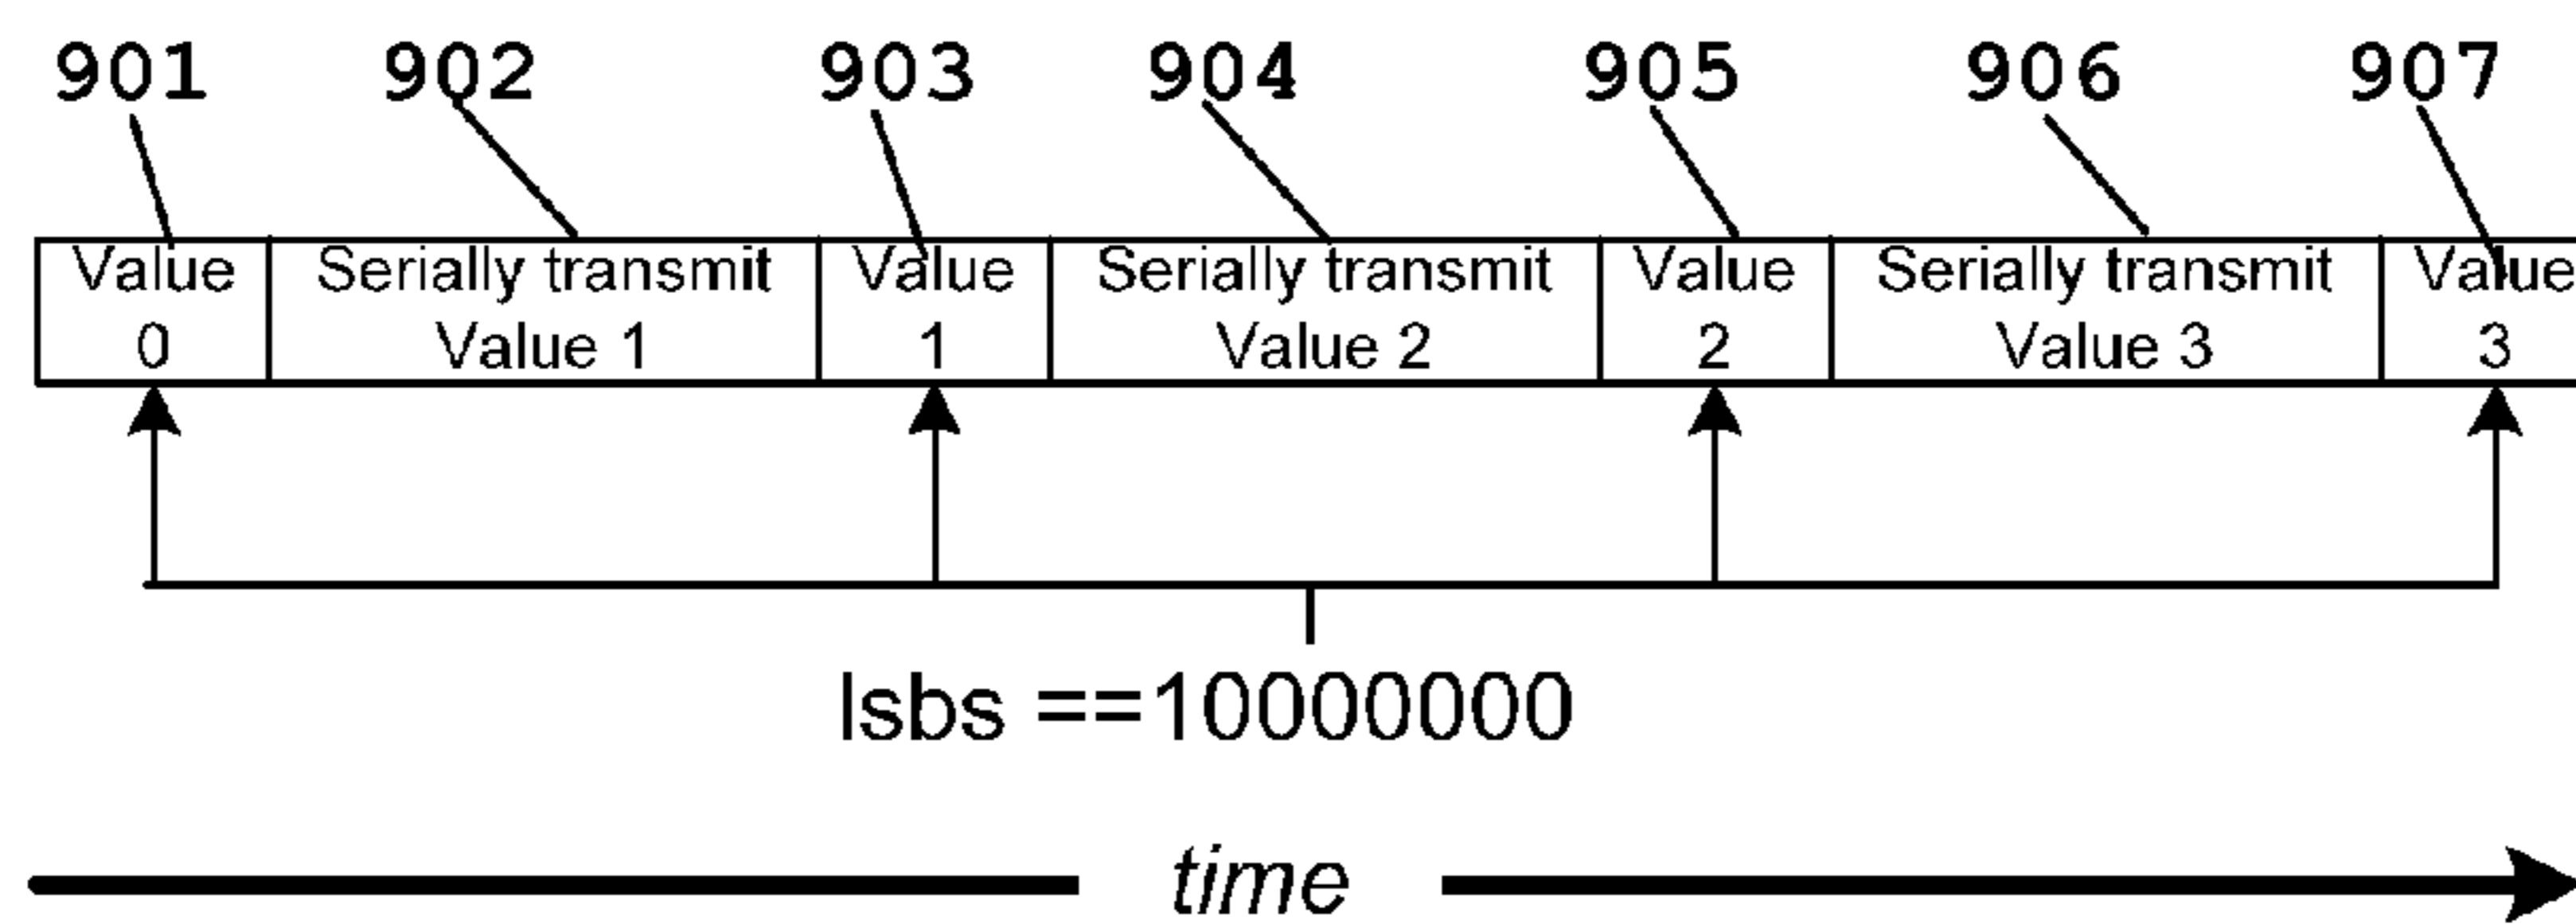 901 902 903 904 905 906 907
Value Serially transmit Value Serially transmit Value Serially transmit Value
0 Value 1 1 Value 2 2 Value 3 3
lsbs ==10000000
time